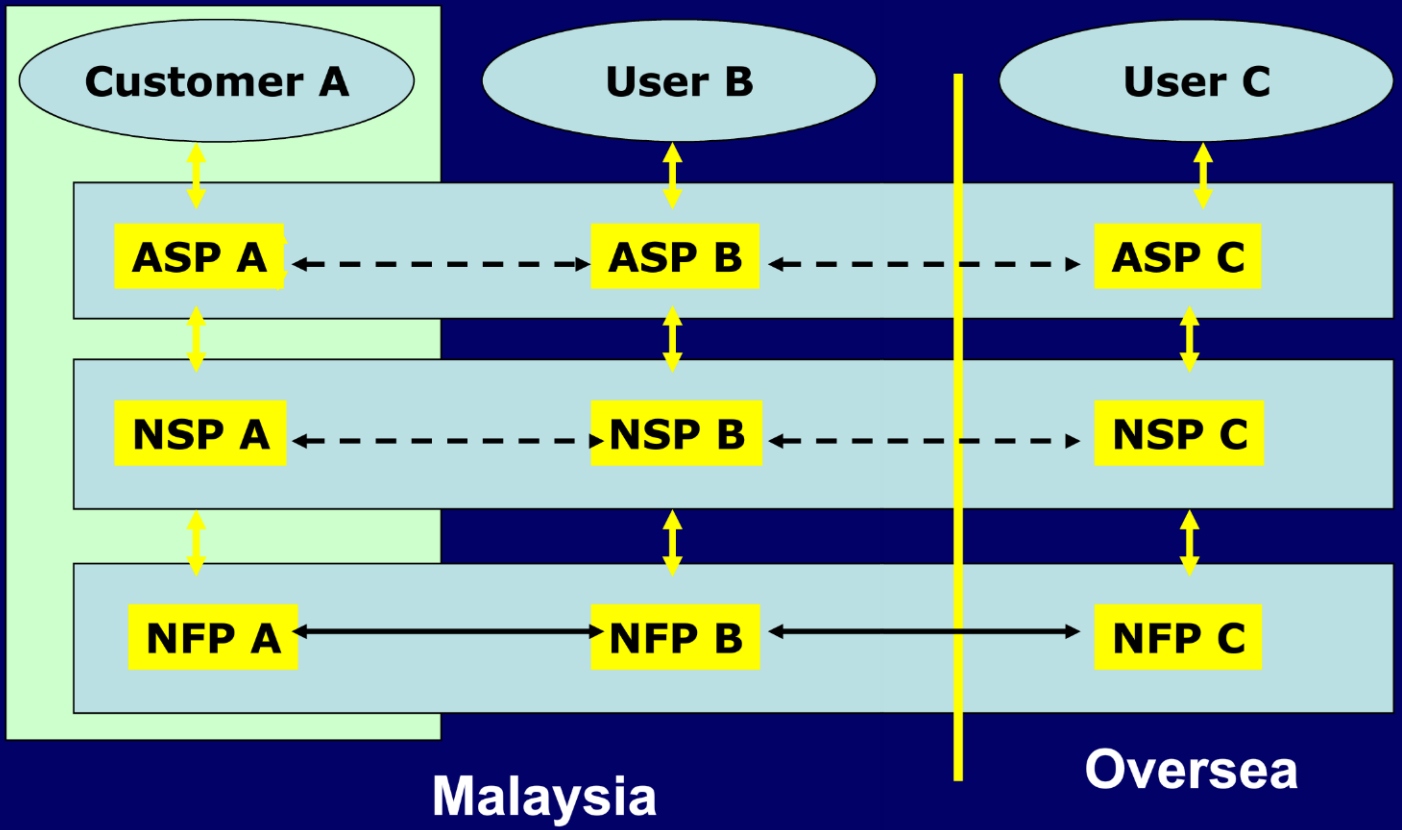 Customer A
User B
User C
ASP A
ASP B
ASP C
NSP A
NSP B
NSP C
NFP A
NFP B
NFP C
Malaysia
Oversea